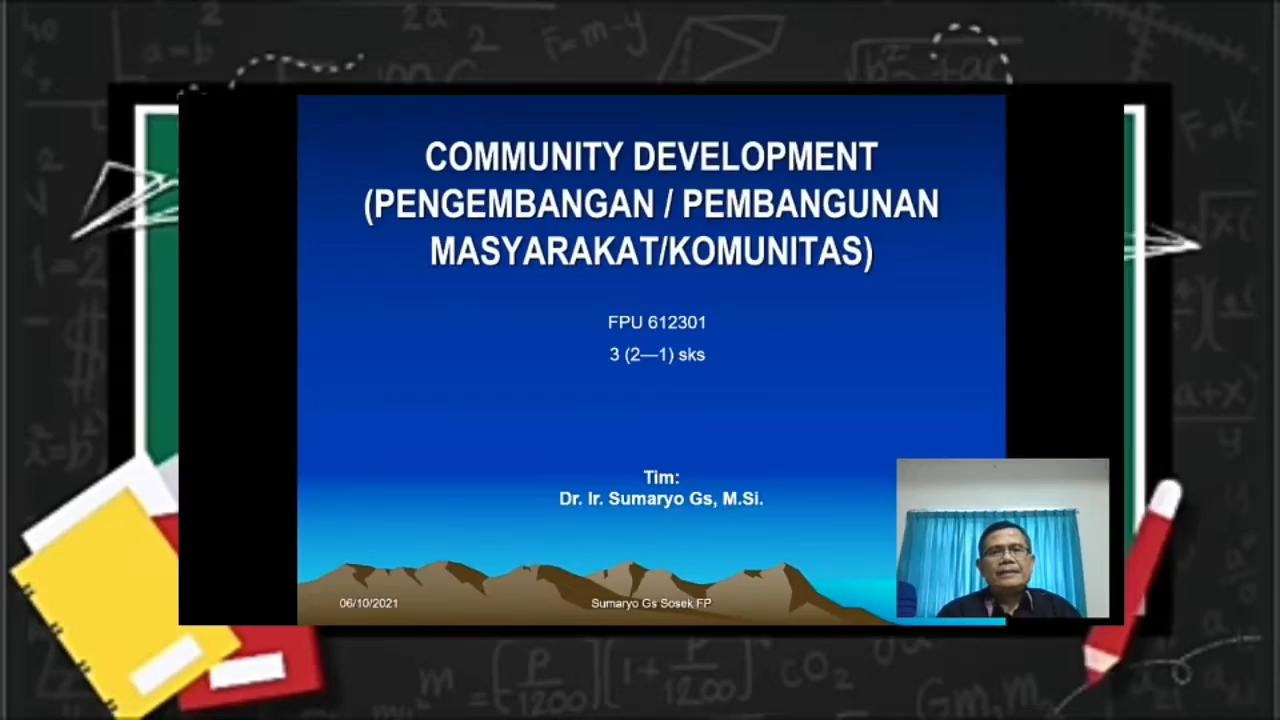 COMMUNITY DEVELOPMENT
(PENGEMBANGAN / PEMBANGUNAN
MASYARAKAT/KOMUNITAS)
FPU 612301
3 (2—1) sks
Tim:
Dr. Ir. Sumaryo Gs, M.Si.
06/10/2021
Sumaryo Gs Sosek FP